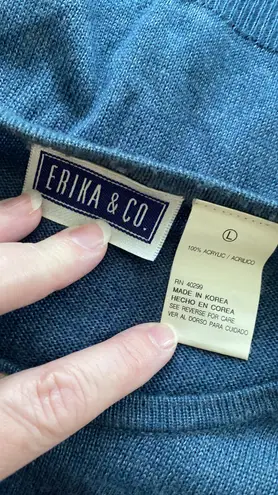 ERIKA & CO.
L
100% ACRYLIC / ACRILICO
RN 40299
MADE IN KOREA
HECHO EN COREA
SEE REVERSE FOR CARE
VER AL DORSO PARA CUIDADO